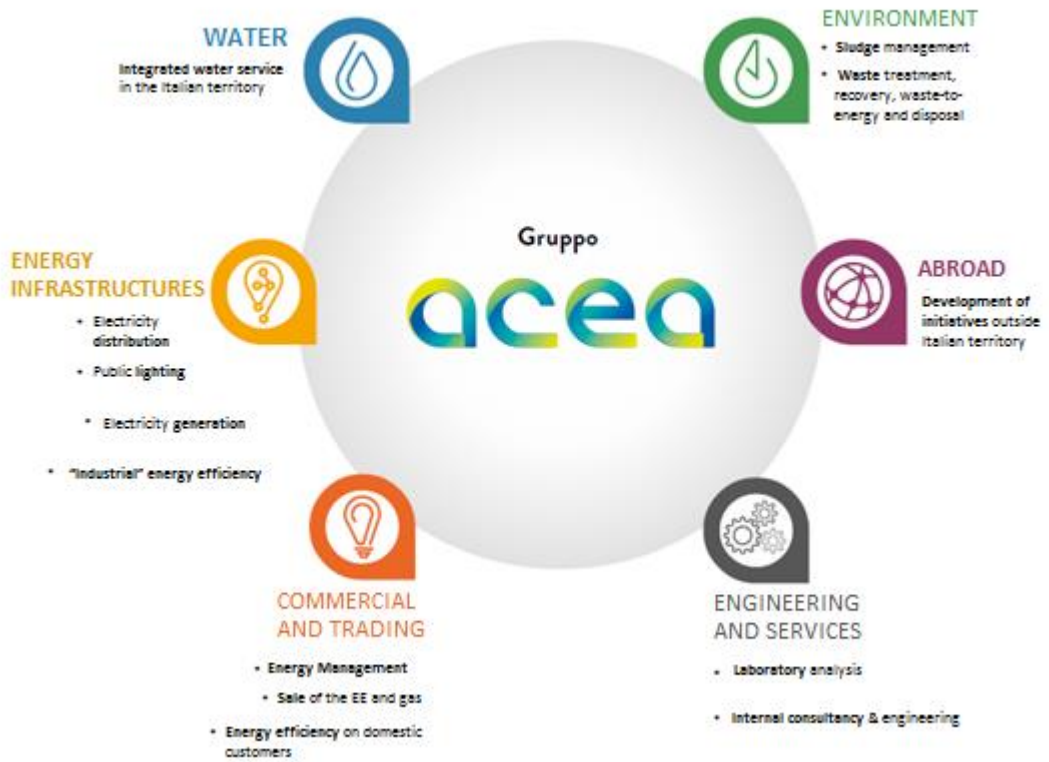 WATER
Integrated water service
in the Italian territory
ENVIRONMENT
• Sludge management
• Waste treatment,
recovery, waste-to-
energy and disposal
Gruppo
acea
ENERGY
INFRASTRUCTURES
• Electricity
distribution
• Public lighting
• Electricity generation
• "Industrial" energy efficiency
ABROAD
Development of
initiatives outside
Italian territory
COMMERCIAL
AND TRADING
• Energy Management
• Sale of the EE and gas
• Energy efficiency on domestic
customers
ENGINEERING
AND SERVICES
• Laboratory analysis
• Internal consultancy & engineering